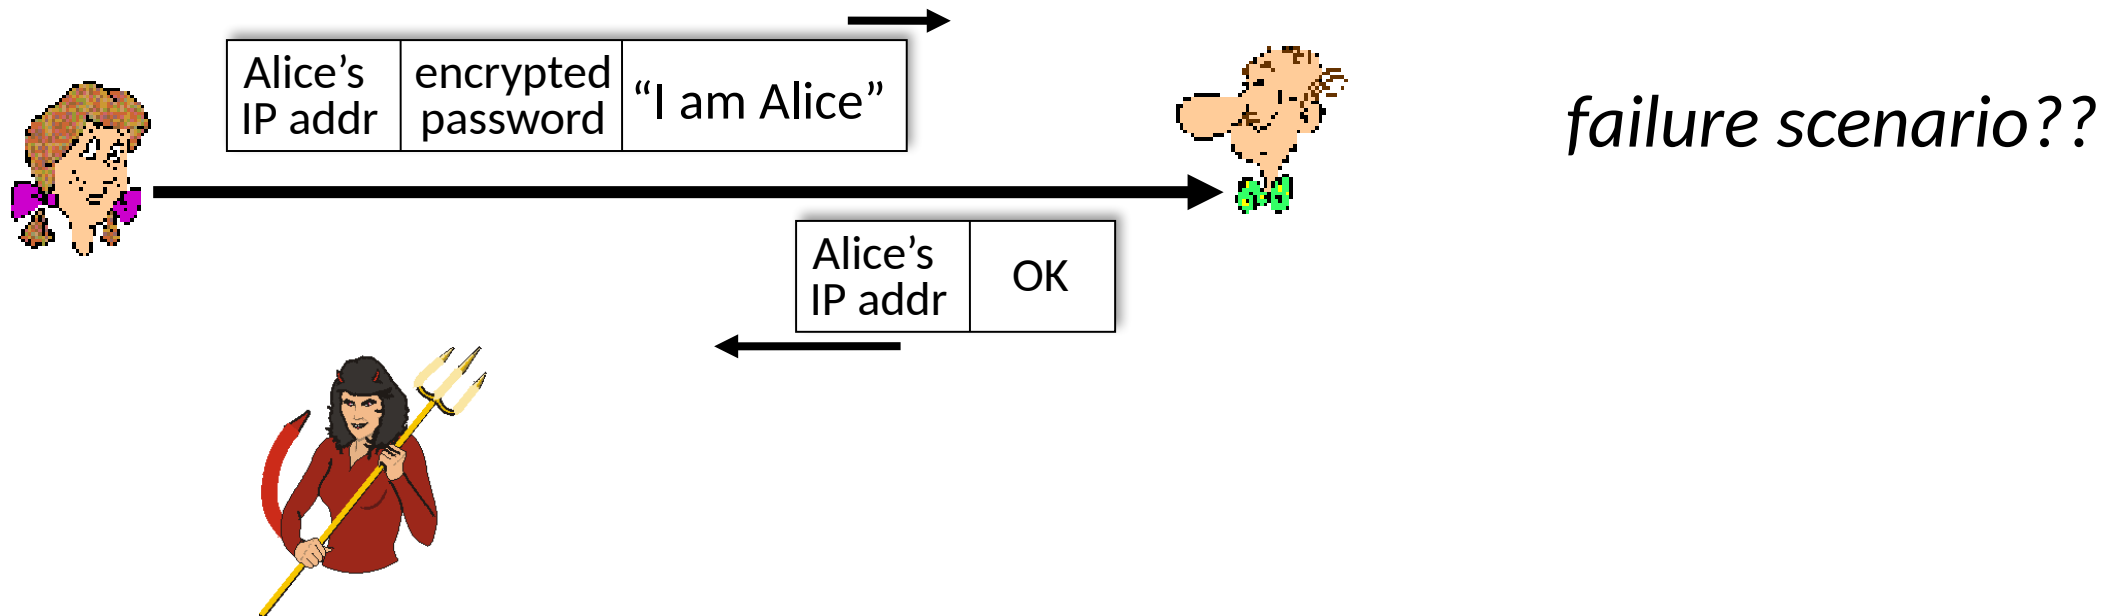 Alice’s
IP addr
encrypted
password
“I am Alice”
failure scenario??
Alice’s
IP addr
OK